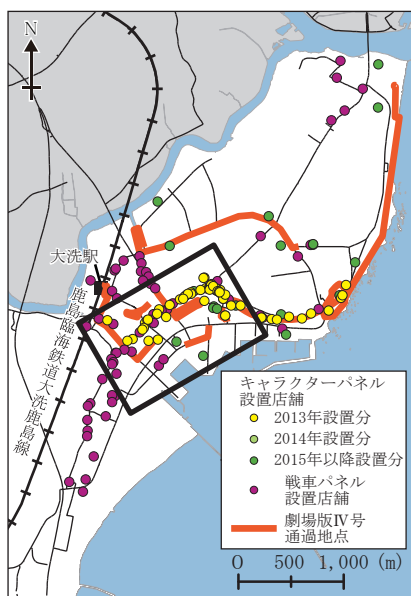 N
大洗駅
鹿島臨海鉄道大洗鹿島線
キャラクターパネル
設置店舗
2013年設置分
2014年設置分
2015年以降設置分
戦車パネル
設置店舗
劇場版Ⅳ号
通過地点
0 500 1,000 (m)